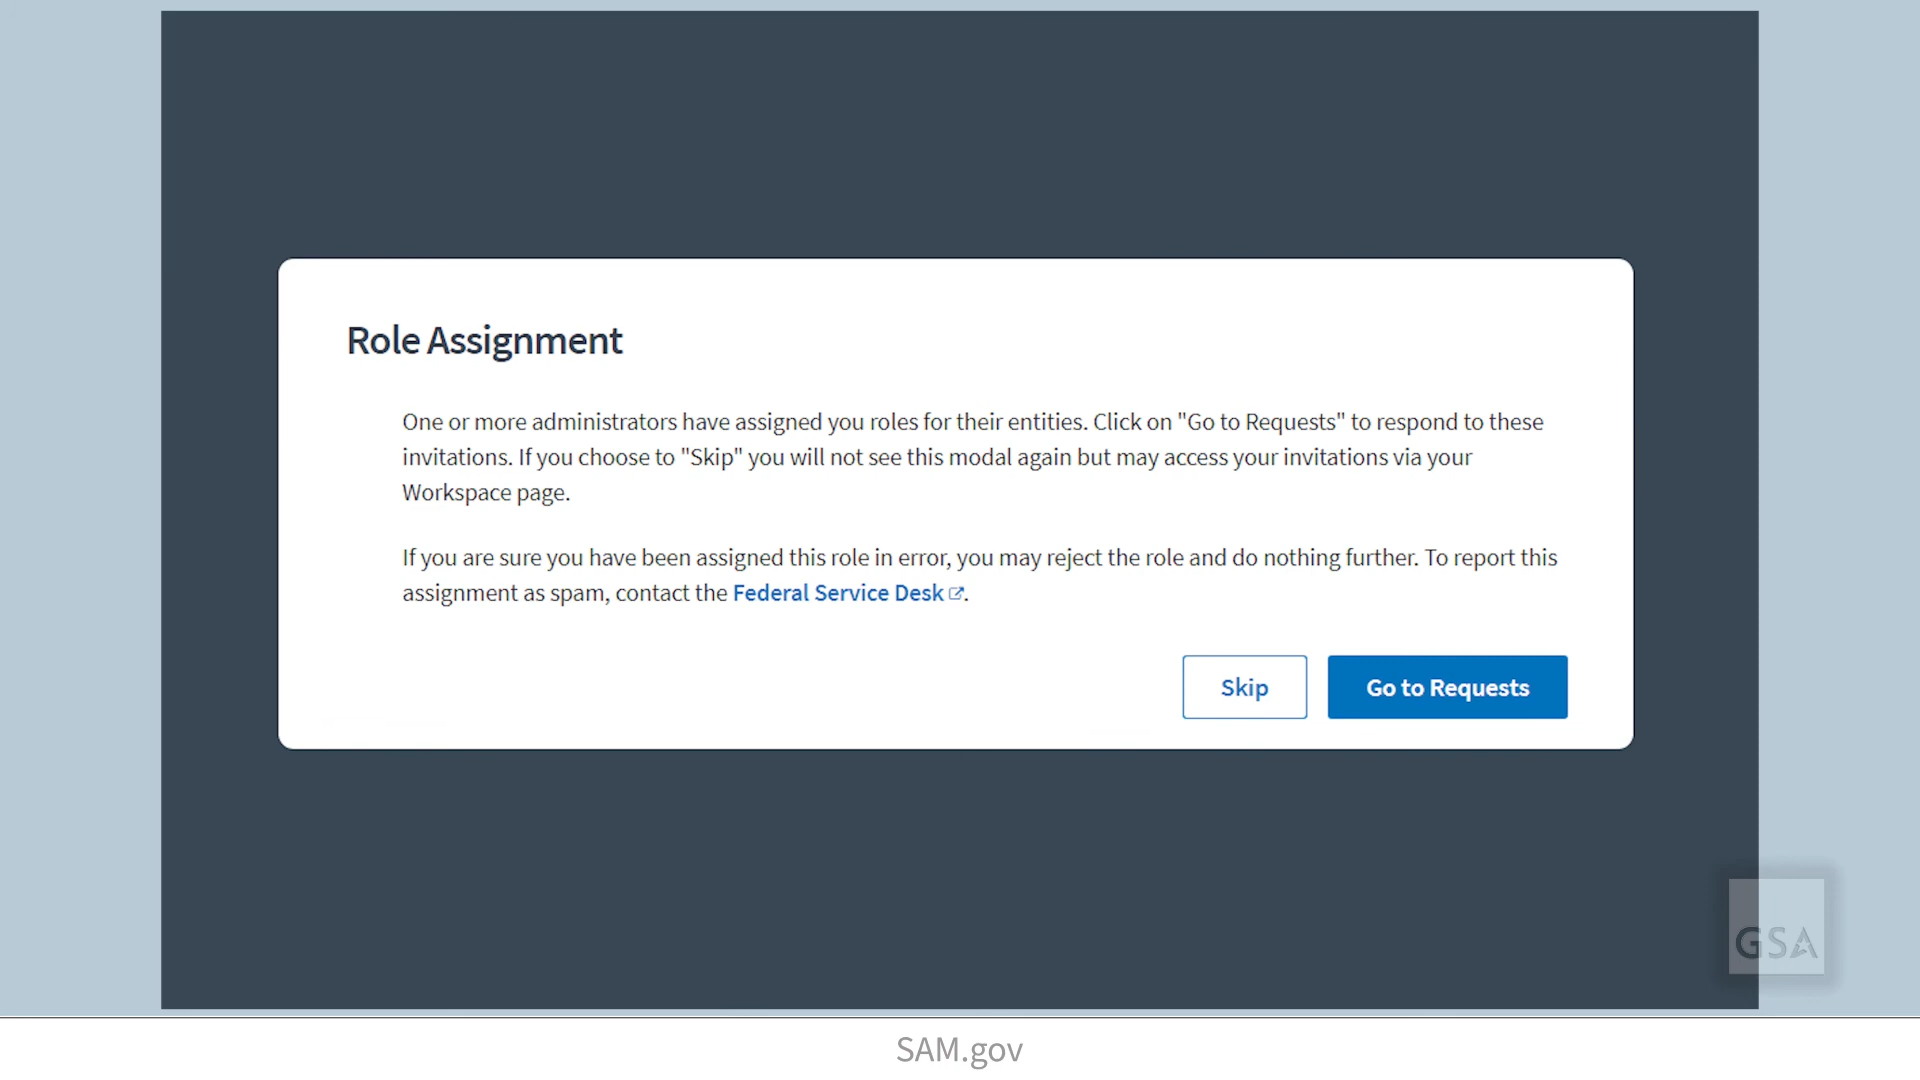 Role Assignment
One or more administrators have assigned you roles for their entities. Click on "Go to Requests" to respond to these
invitations. If you choose to "Skip" you will not see this modal again but may access your invitations via your
Workspace page.
If you are sure you have been assigned this role in error, you may reject the role and do nothing further. To report this
assignment as spam, contact the Federal Service Desk.
Skip
Go to Requests
GSA
SAM.gov